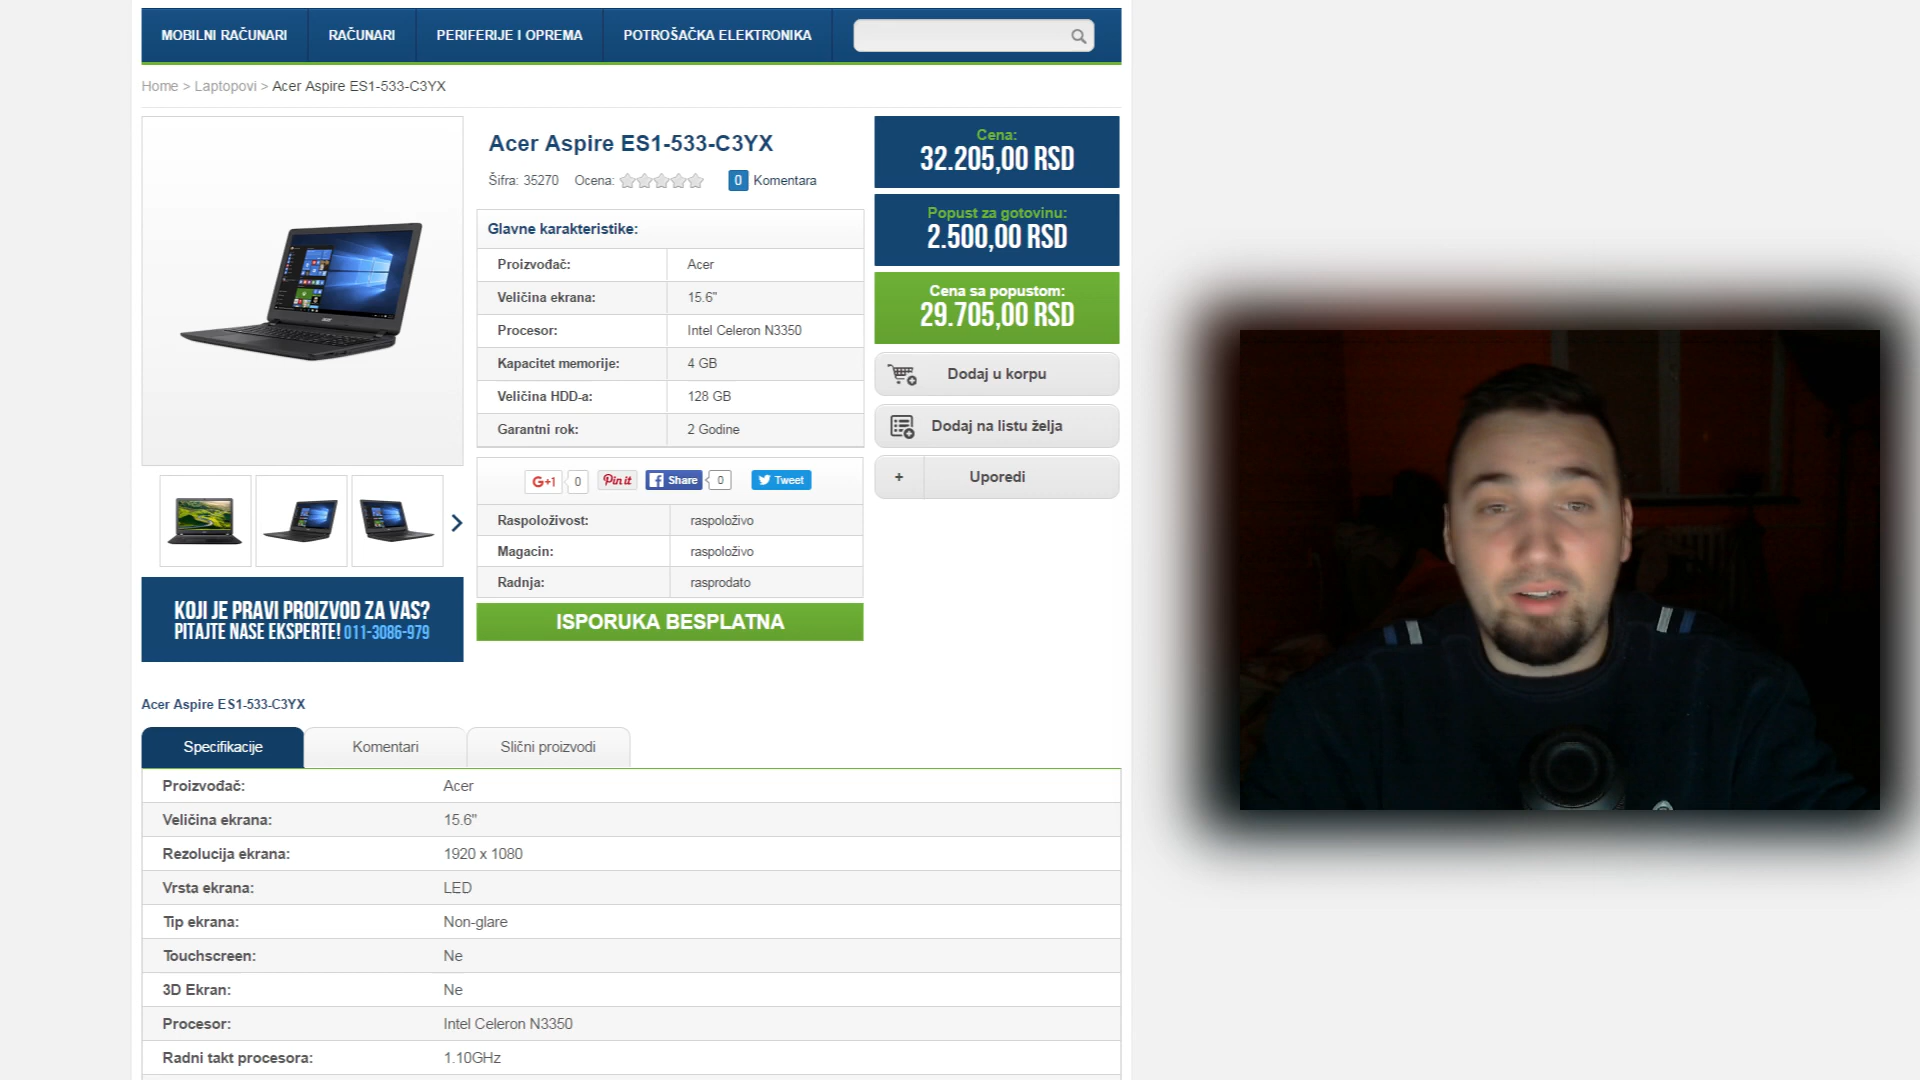 MOBILNI RAČUNARI RAČUNARI PERIFERIJE I OPREMA POTROŠAČKA ELEKTRONIKA
Home > Laptopovi > Acer Aspire ES1-533-C3YX
Acer Aspire ES1-533-C3YX
Šifra: 35270 Ocena: 0 Komentara
Glavne karakteristike:
Proizvođač: Acer
Veličina ekrana: 15.6"
Procesor: Intel Celeron N3350
Kapacitet memorije: 4 GB
Veličina HDD-a: 128 GB
Garantni rok: 2 Godine
G+1 0 Pin it Share 0 Tweet
Raspoloživost: raspoloživo
Magacin: raspoloživo
Radnja: rasprodato
ISPORUKA BESPLATNA
Cena:
32.205,00 RSD
Popust za gotovinu:
2.500,00 RSD
Cena sa popustom:
29.705,00 RSD
Dodaj u korpu
Dodaj na listu želja
+ Uporedi
KOJI JE PRAVI PROIZVOD ZA VAS?
PITAJTE NAŠE EKSPERTE! 011-3086-979
Acer Aspire ES1-533-C3YX
Specifikacije Komentari Slični proizvodi
Proizvođač: Acer
Veličina ekrana: 15.6"
Rezolucija ekrana: 1920 x 1080
Vrsta ekrana: LED
Tip ekrana: Non-glare
Touchscreen: Ne
3D Ekran: Ne
Procesor: Intel Celeron N3350
Radni takt procesora: 1.10GHz